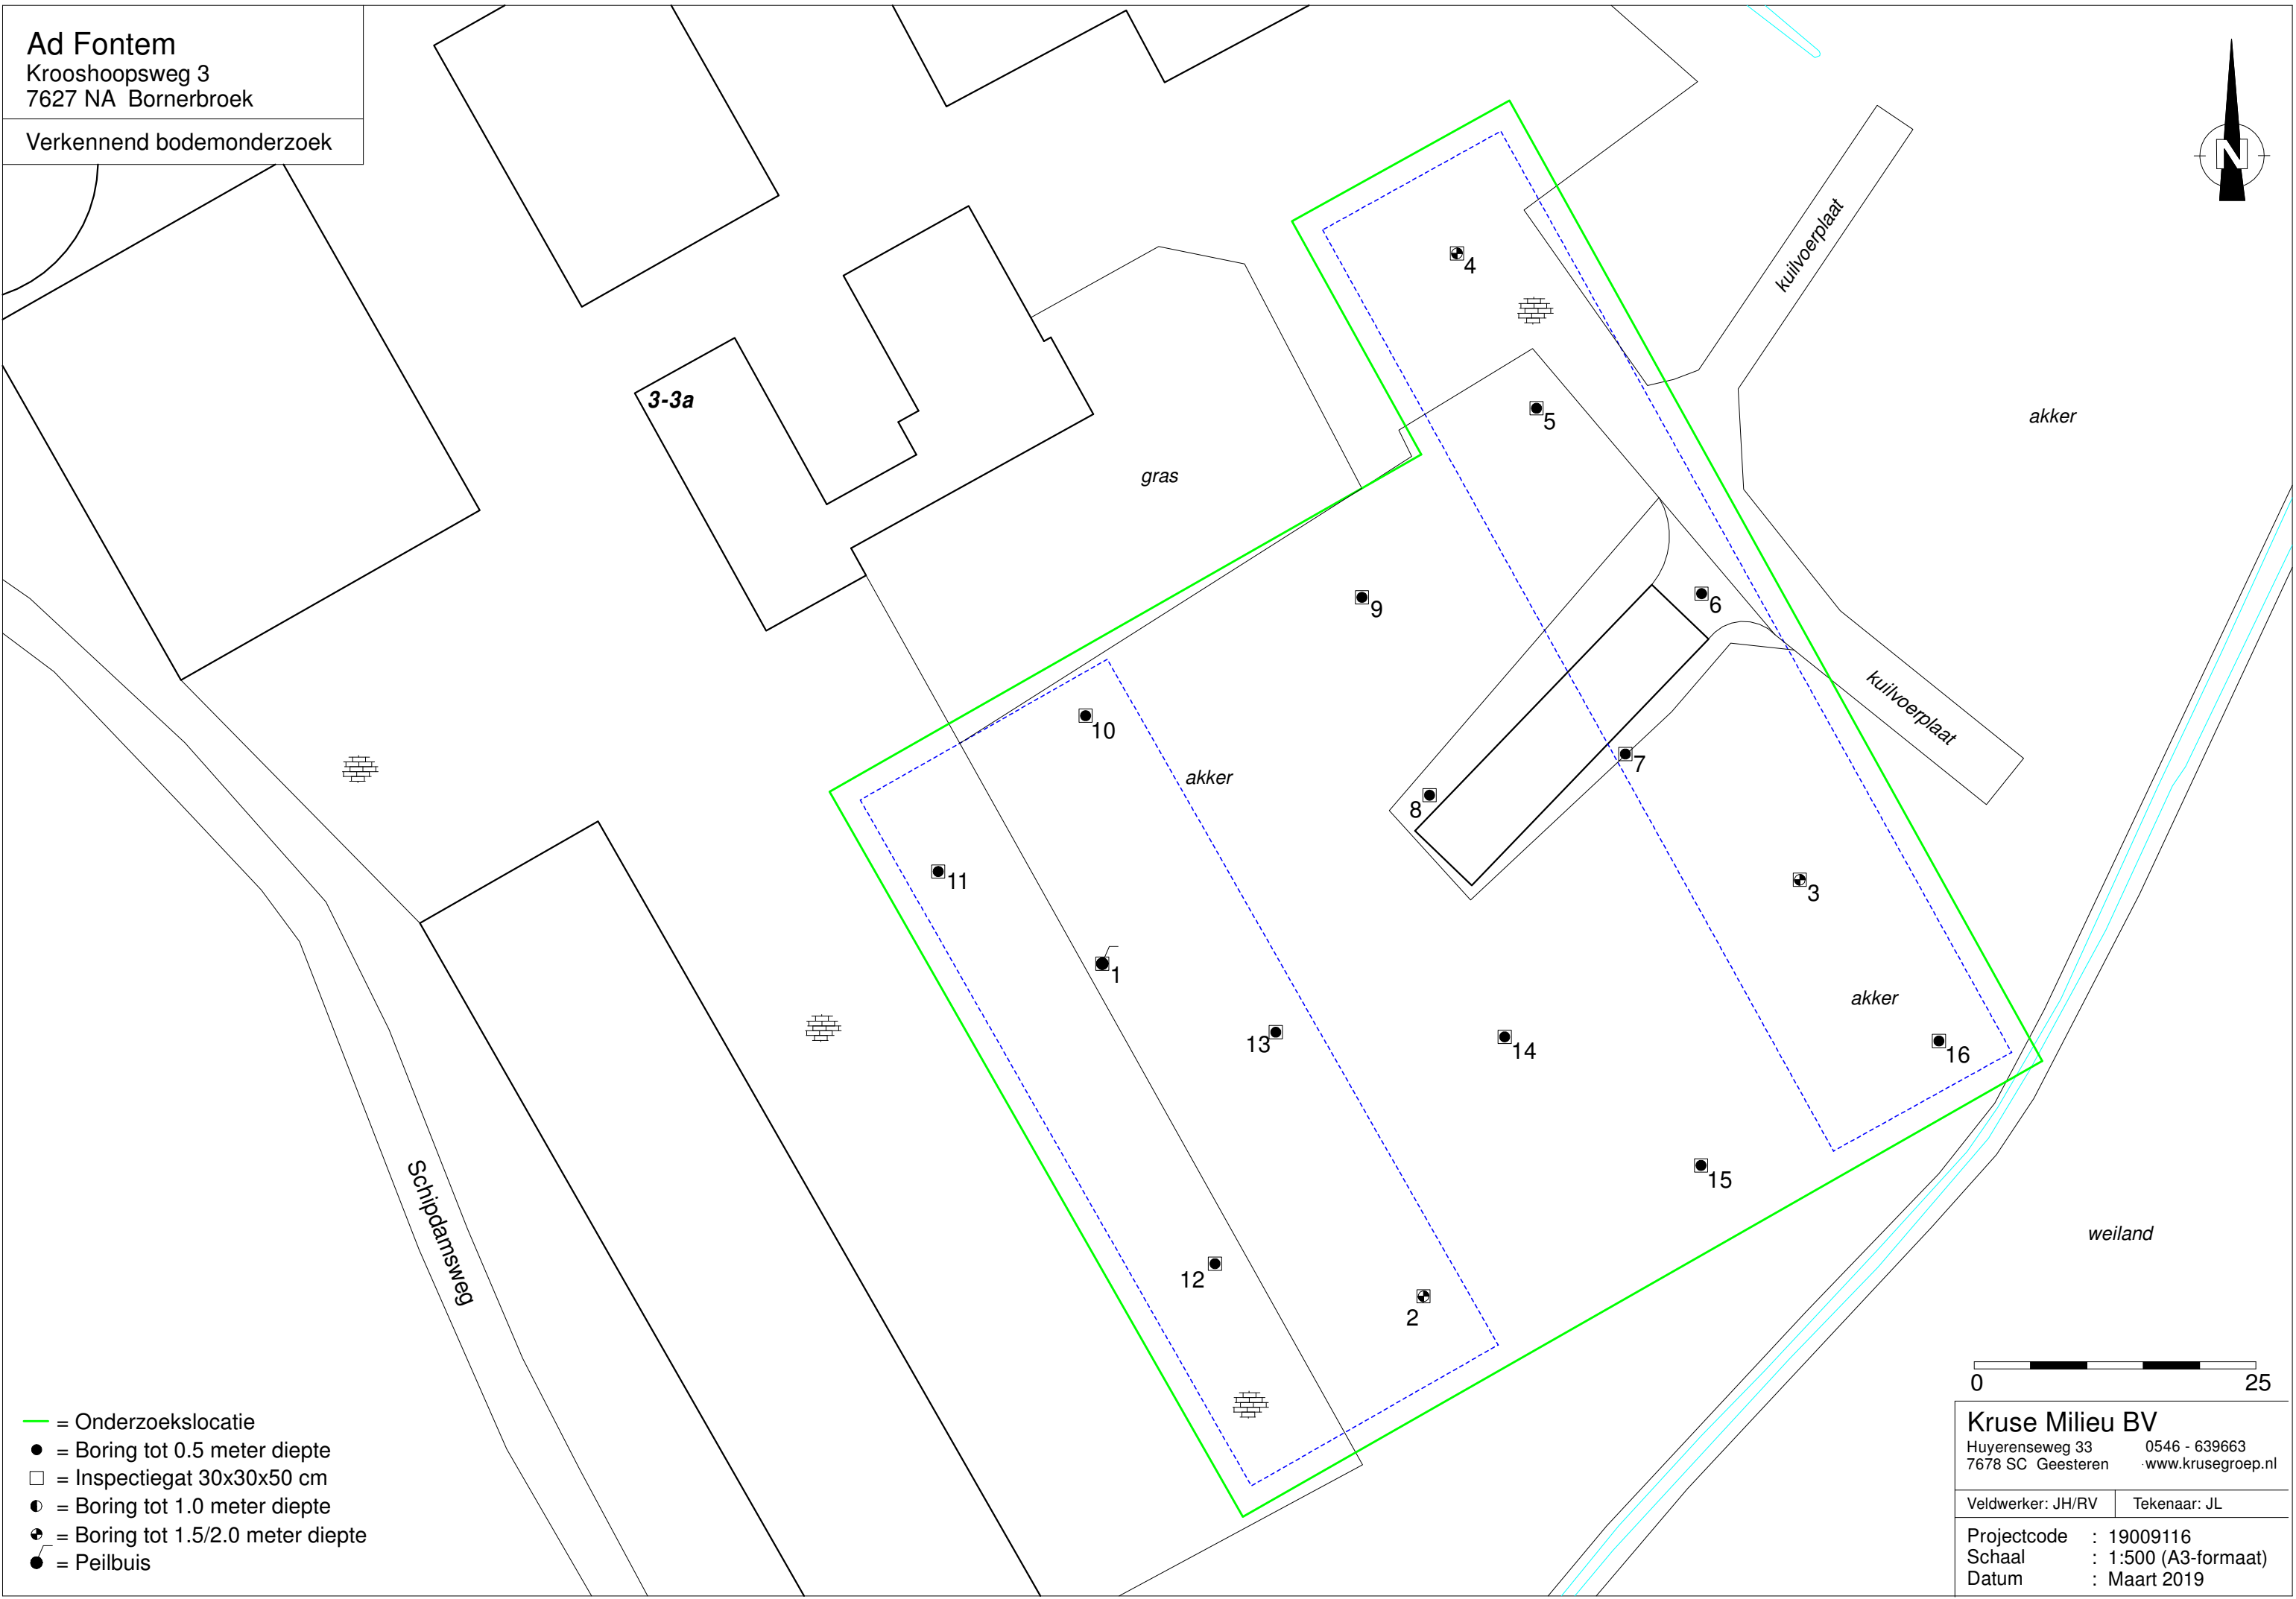 Ad Fontem
Krooshoopsweg 3
7627 NA Bornerbroek
Verkennend bodemonderzoek
N
kuilvoerplaat
4
3-3a
5
akker
gras
9
6
kuilvoerplaat
10
akker
7
8
11
3
1
akker
13
14
16
15
Schipdamsweg
weiland
12
2
0 25
= Onderzoekslocatie
= Boring tot 0.5 meter diepte
= Inspectiegat 30x30x50 cm
= Boring tot 1.0 meter diepte
= Boring tot 1.5/2.0 meter diepte
= Peilbuis
Kruse Milieu BV
Huyerenseweg 33 0546 - 639663
7678 SC Geesteren www.krusegroep.nl
Veldwerker: JH/RV Tekenaar: JL
Projectcode : 19009116
Schaal : 1:500 (A3-formaat)
Datum : Maart 2019